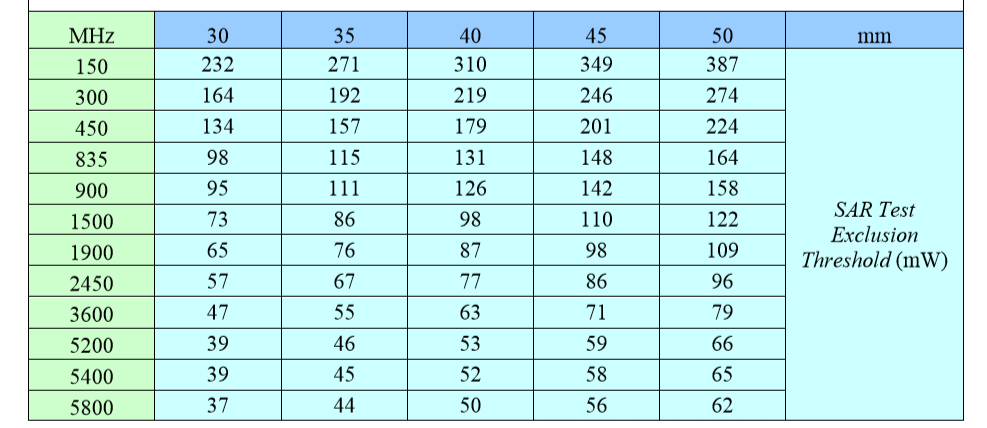 MHz 30 35 40 45 50 mm
150 232 271 310 349 387
300 164 192 219 246 274
450 134 157 179 201 224
835 98 115 131 148 164
900 95 111 126 142 158
1500 73 86 98 110 122
1900 65 76 87 98 109
2450 57 67 77 86 96
3600 47 55 63 71 79
5200 39 46 53 59 66
5400 39 45 52 58 65
5800 37 44 50 56 62
SAR Test
Exclusion
Threshold (mW)